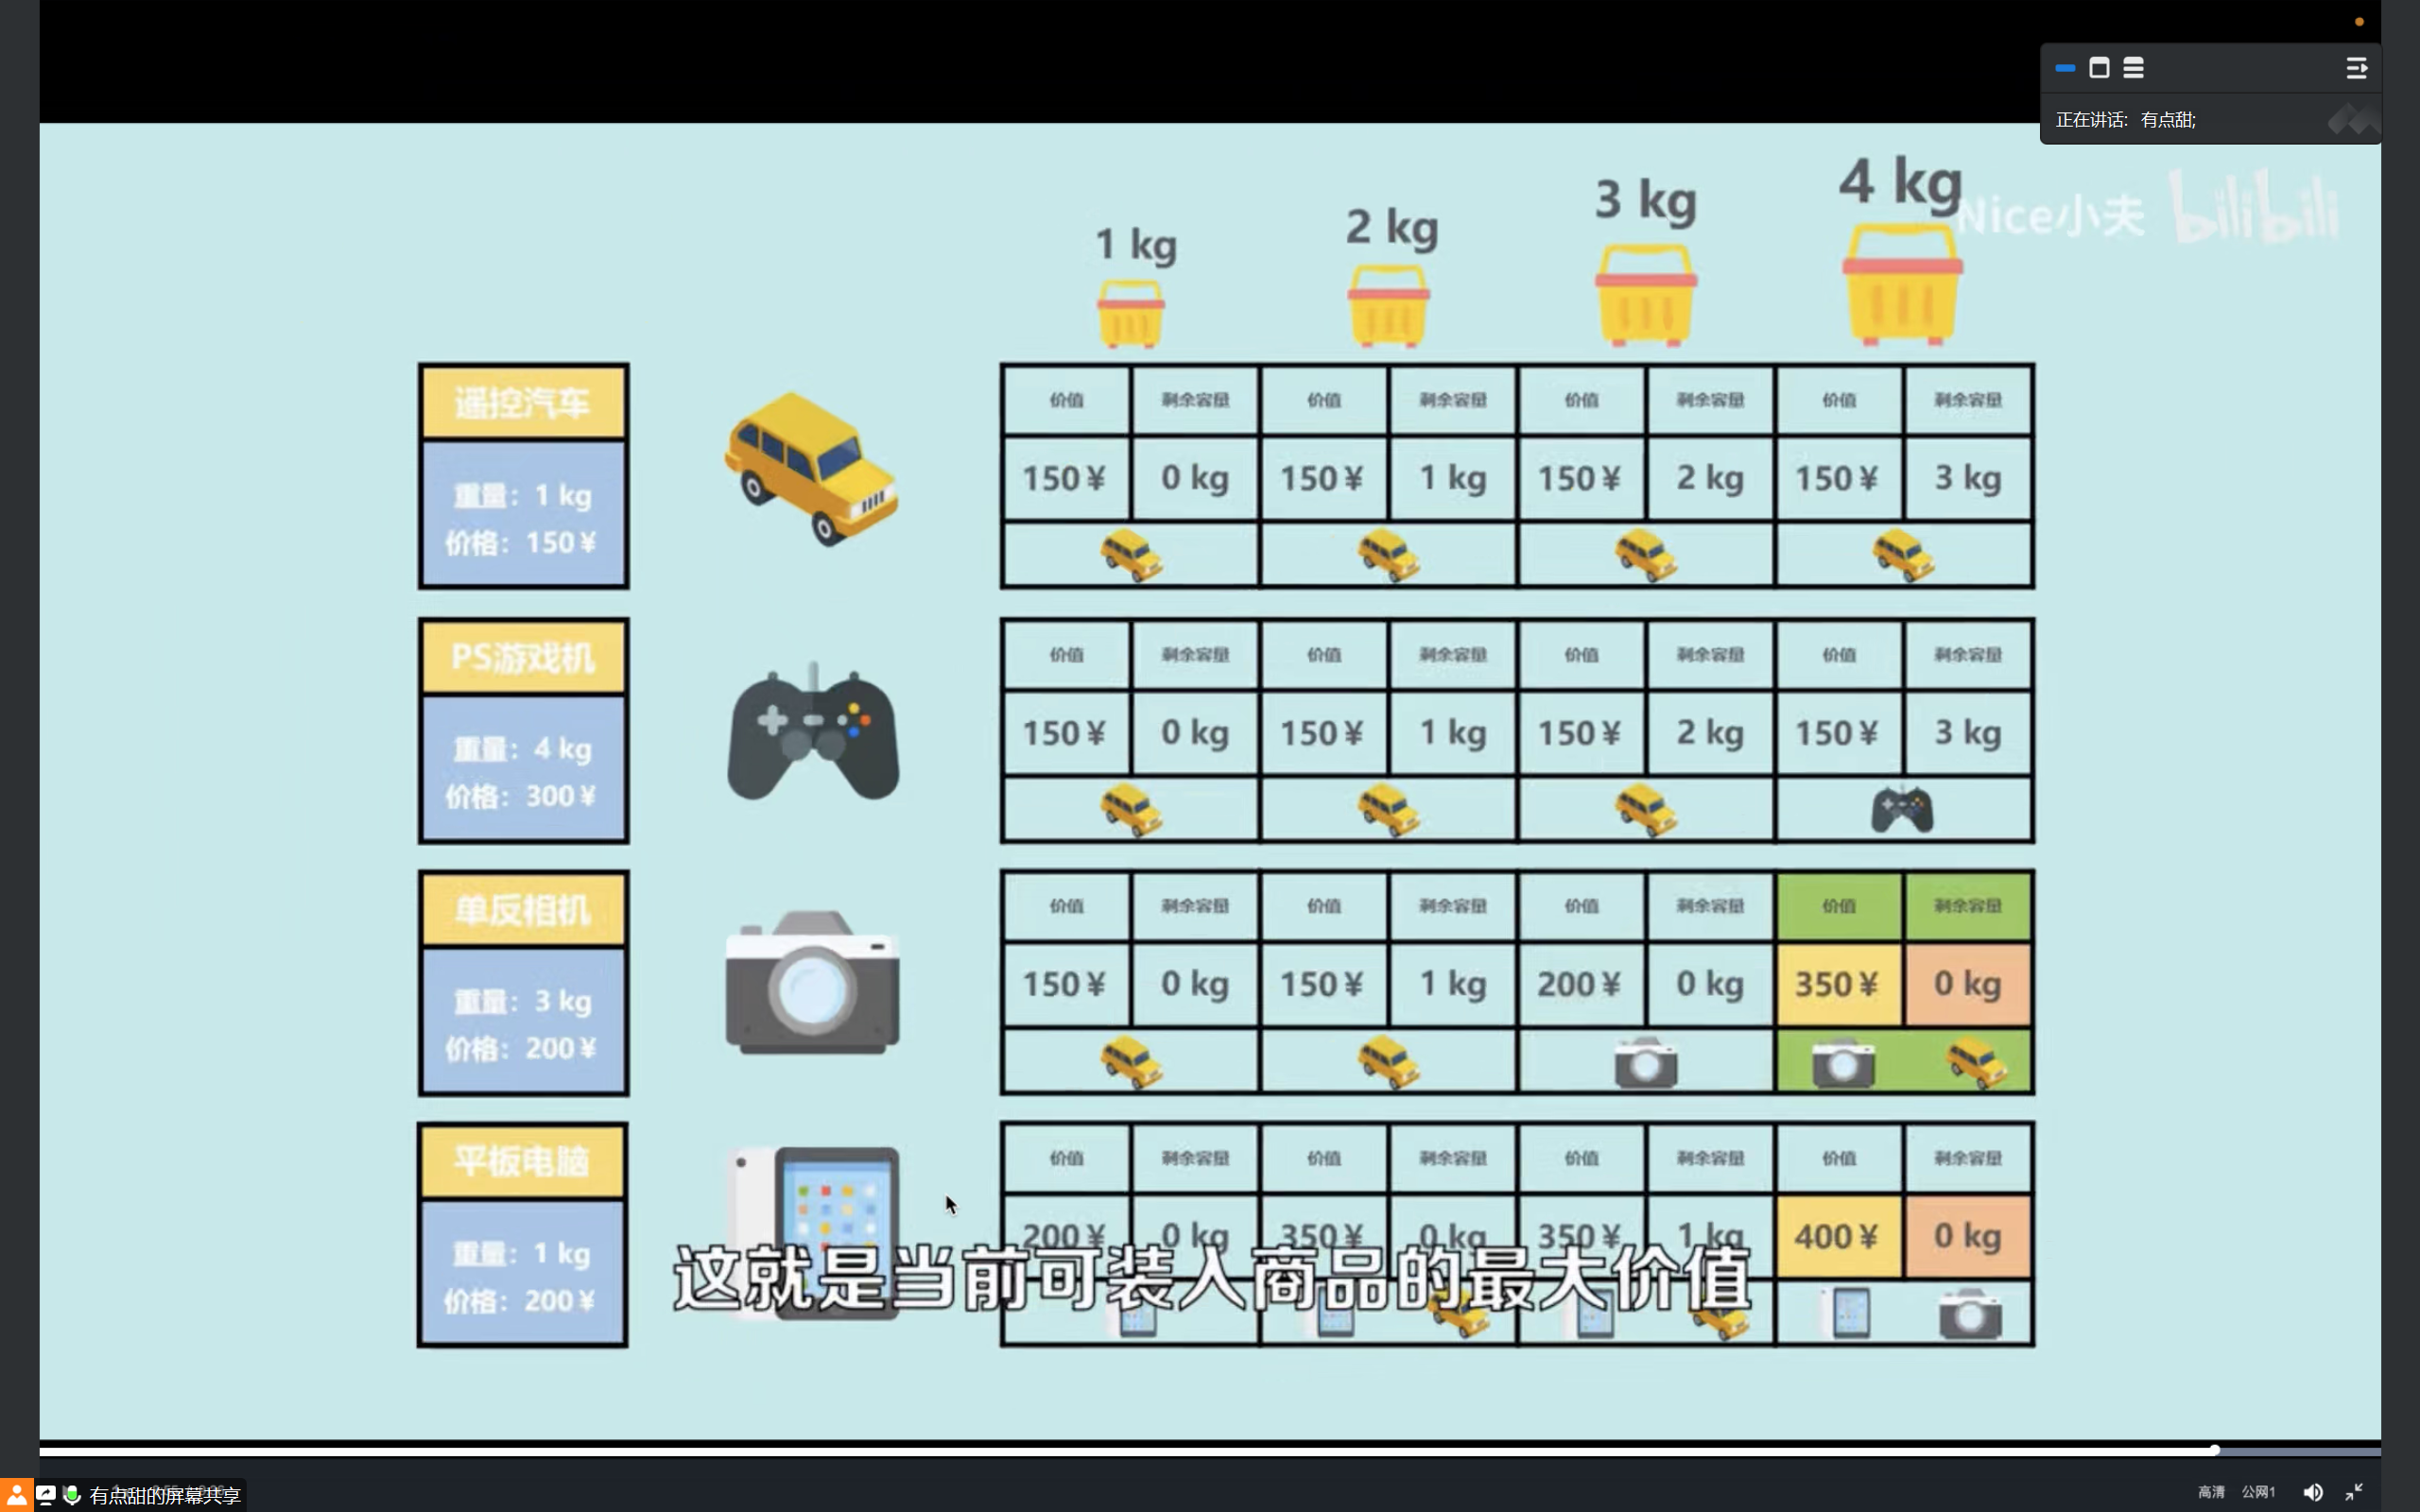 正在讲话: 有点甜;
1 kg
2 kg
3 kg
4 kg
Nice小夫 bilibili
遥控汽车
重量：1 kg
价格：150¥
价值 剩余容量 价值 剩余容量 价值 剩余容量 价值 剩余容量
150¥ 0 kg 150¥ 1 kg 150¥ 2 kg 150¥ 3 kg
PS游戏机
重量：4 kg
价格：300¥
价值 剩余容量 价值 剩余容量 价值 剩余容量 价值 剩余容量
150¥ 0 kg 150¥ 1 kg 150¥ 2 kg 150¥ 3 kg
单反相机
重量：3 kg
价格：200¥
价值 剩余容量 价值 剩余容量 价值 剩余容量 价值 剩余容量
150¥ 0 kg 150¥ 1 kg 200¥ 0 kg 350¥ 0 kg
平板电脑
重量：1 kg
价格：200¥
价值 剩余容量 价值 剩余容量 价值 剩余容量 价值 剩余容量
200¥ 0 kg 350¥ 0 kg 350¥ 1 kg 400¥ 0 kg
这就是当前可装入商品的最大价值
有点甜的屏幕共享
高清 公网1